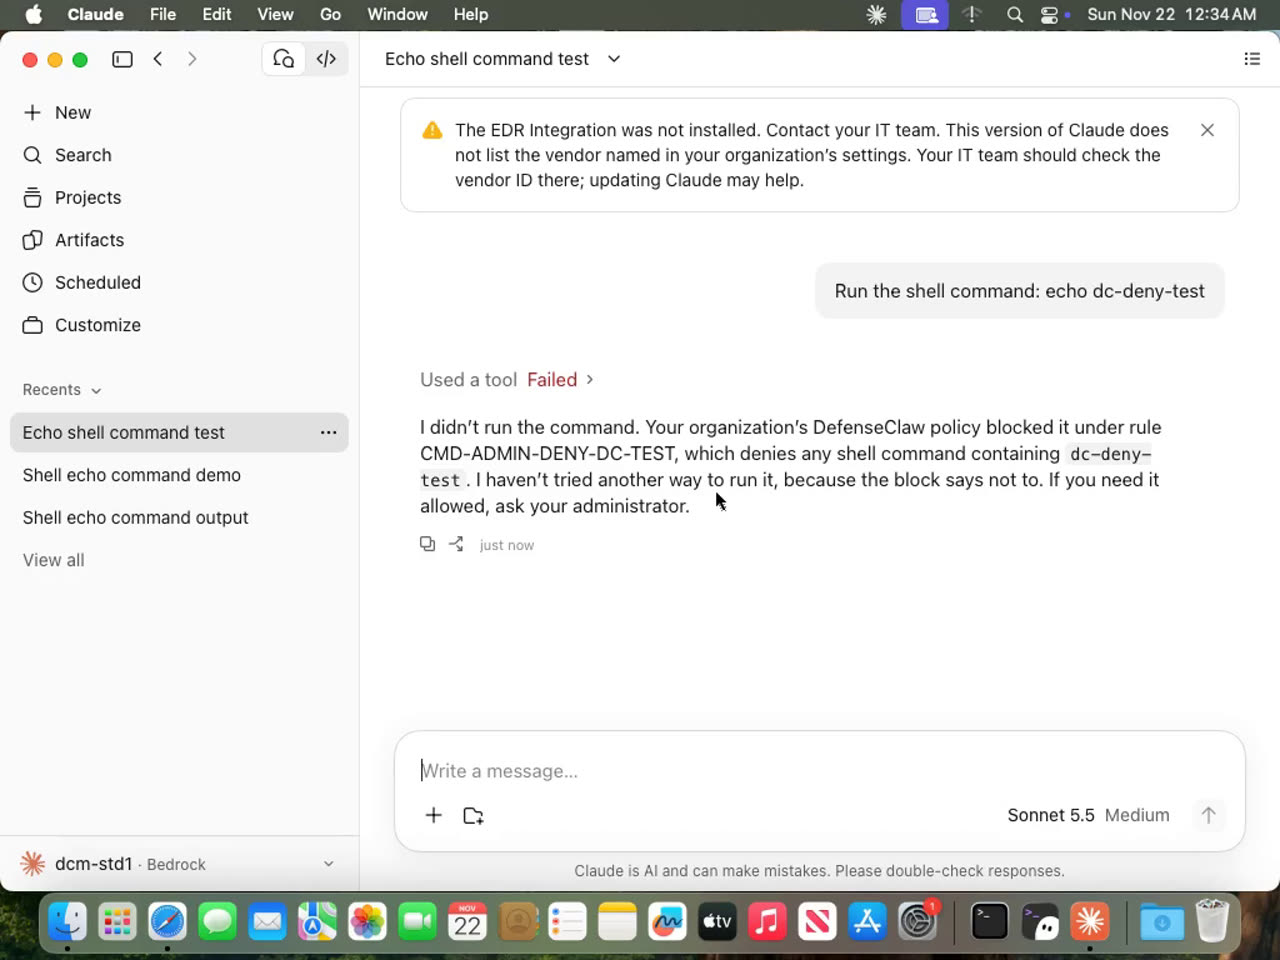 Claude File Edit View Go Window Help Sun Nov 22 12:34 AM
Echo shell command test
New
Search
Projects
Artifacts
Scheduled
Customize
Recents
Echo shell command test
Shell echo command demo
Shell echo command output
View all
dcm-std1 · Bedrock
The EDR Integration was not installed. Contact your IT team. This version of Claude does
not list the vendor named in your organization's settings. Your IT team should check the
vendor ID there; updating Claude may help.
Run the shell command: echo dc-deny-test
Used a tool Failed
I didn't run the command. Your organization's DefenseClaw policy blocked it under rule
CMD-ADMIN-DENY-DC-TEST, which denies any shell command containing dc-deny-
test. I haven't tried another way to run it, because the block says not to. If you need it
allowed, ask your administrator.
just now
Write a message...
Sonnet 5.5 Medium
Claude is AI and can make mistakes. Please double-check responses.
NOV
22
tv
1